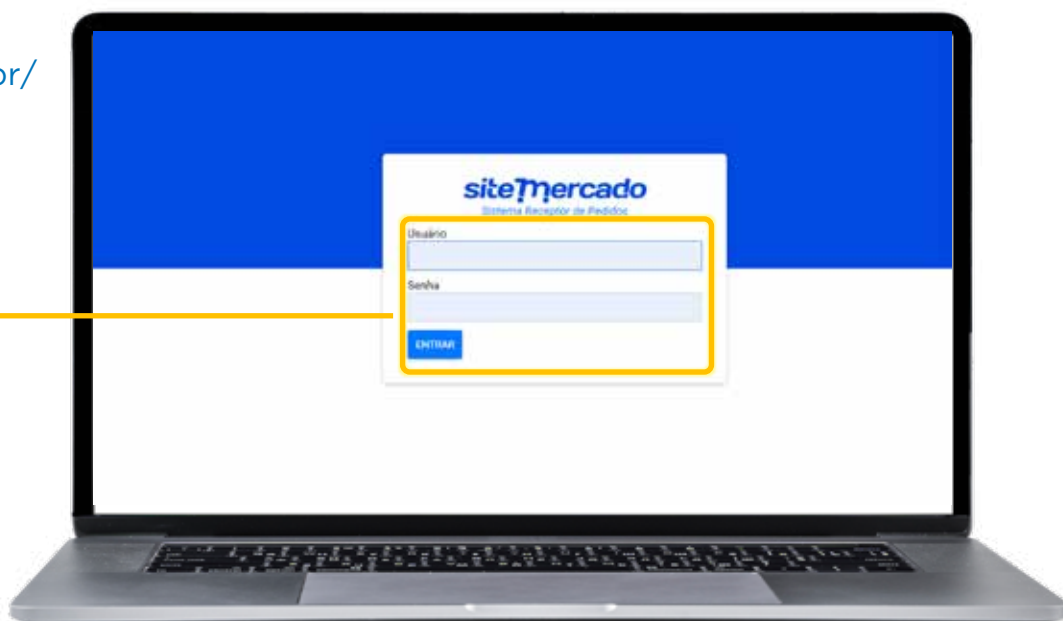 or/
sitemercado
Sistema Receptor de Pedidos
Usuário
Senha
ENTRAR